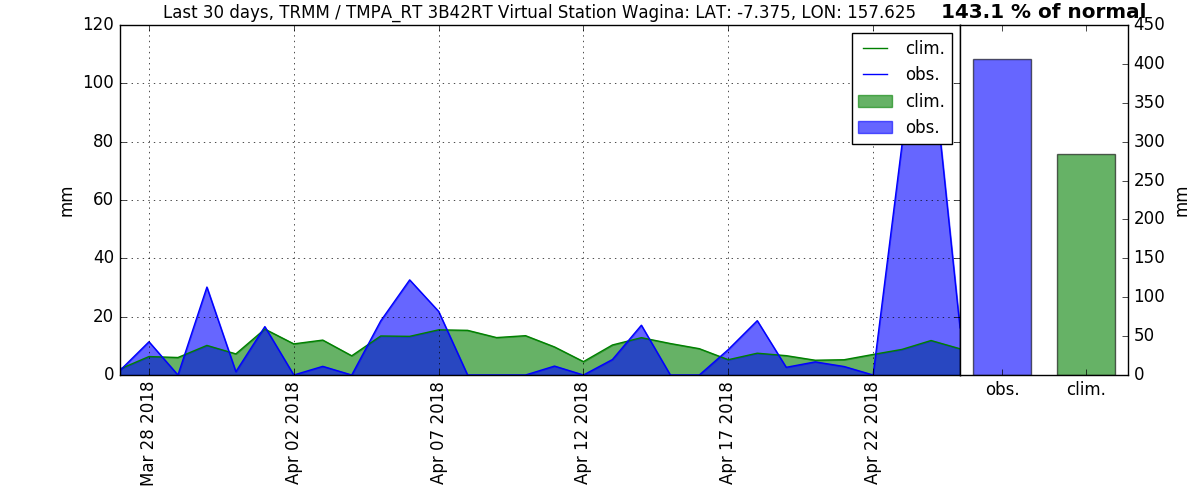 Last 30 days, TRMM / TMPA_RT 3B42RT Virtual Station Wagina: LAT: -7.375, LON: 157.625
143.1 % of normal
120
100
80
60
40
20
0
mm
clim.
obs.
clim.
obs.
Mar 28 2018
Apr 02 2018
Apr 07 2018
Apr 12 2018
Apr 17 2018
Apr 22 2018
450
400
350
300
250
200
150
100
50
0
mm
obs.
clim.